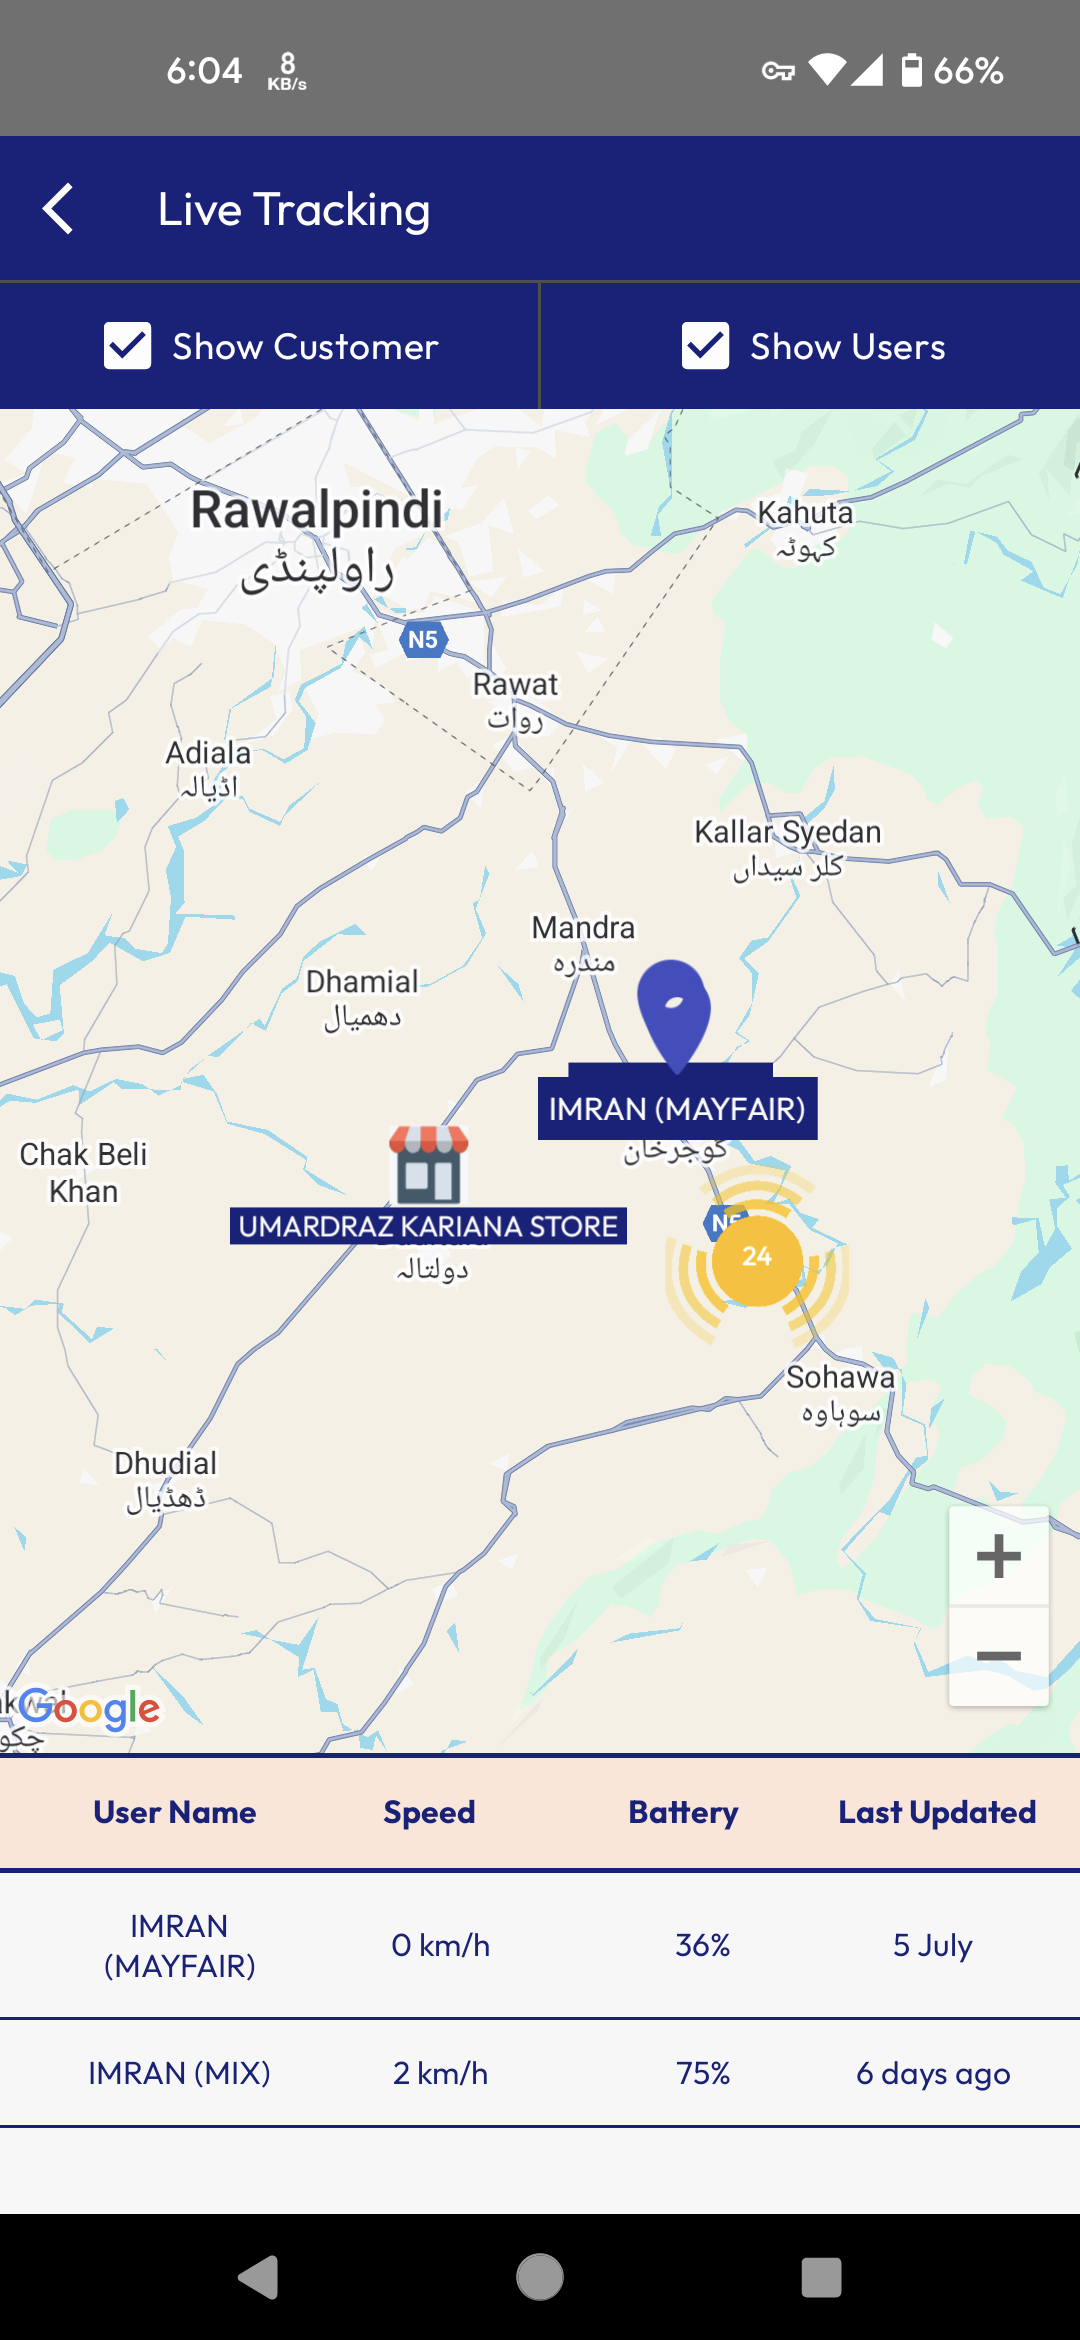 6:04
8
KB/s
66%
Live Tracking
Show Customer
Show Users
Rawalpindi
راولپنڈی
Kahuta
کہوٹہ
N5
Rawat
روات
Adiala
اڈیالہ
Kallar Syedan
کلر سیداں
Mandra
مندرہ
Dhamial
دھمیال
IMRAN (MAYFAIR)
گوجرخان
Chak Beli
Khan
UMARDRAZ KARIANA STORE
دولتالہ
N5
24
Sohawa
سوہاوہ
Dhudial
ڈھڈیال
+
−
Google
User Name
Speed
Battery
Last Updated
IMRAN
(MAYFAIR)
0 km/h
36%
5 July
IMRAN (MIX)
2 km/h
75%
6 days ago